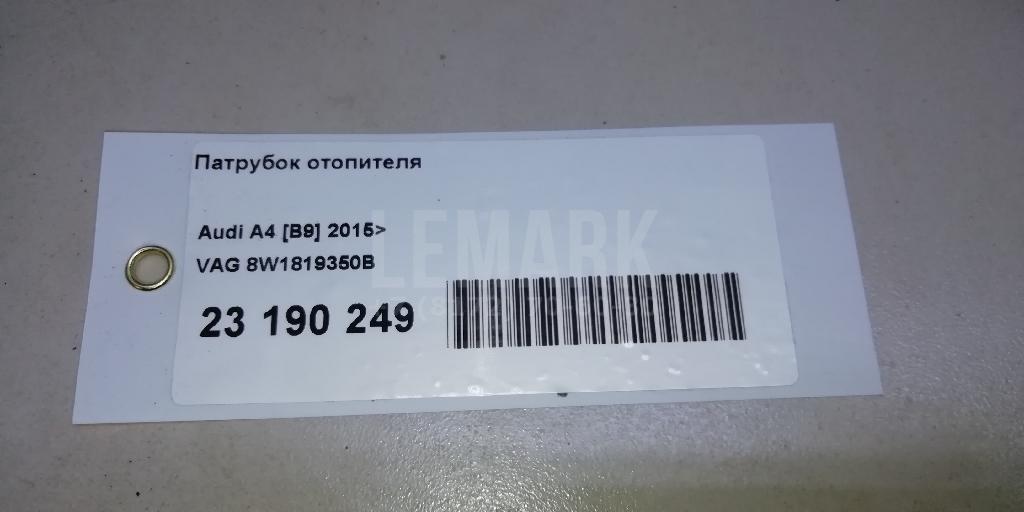 Патрубок отопителя
Audi A4 [B9] 2015>
VAG 8W1819350B
23 190 249
LEMARK